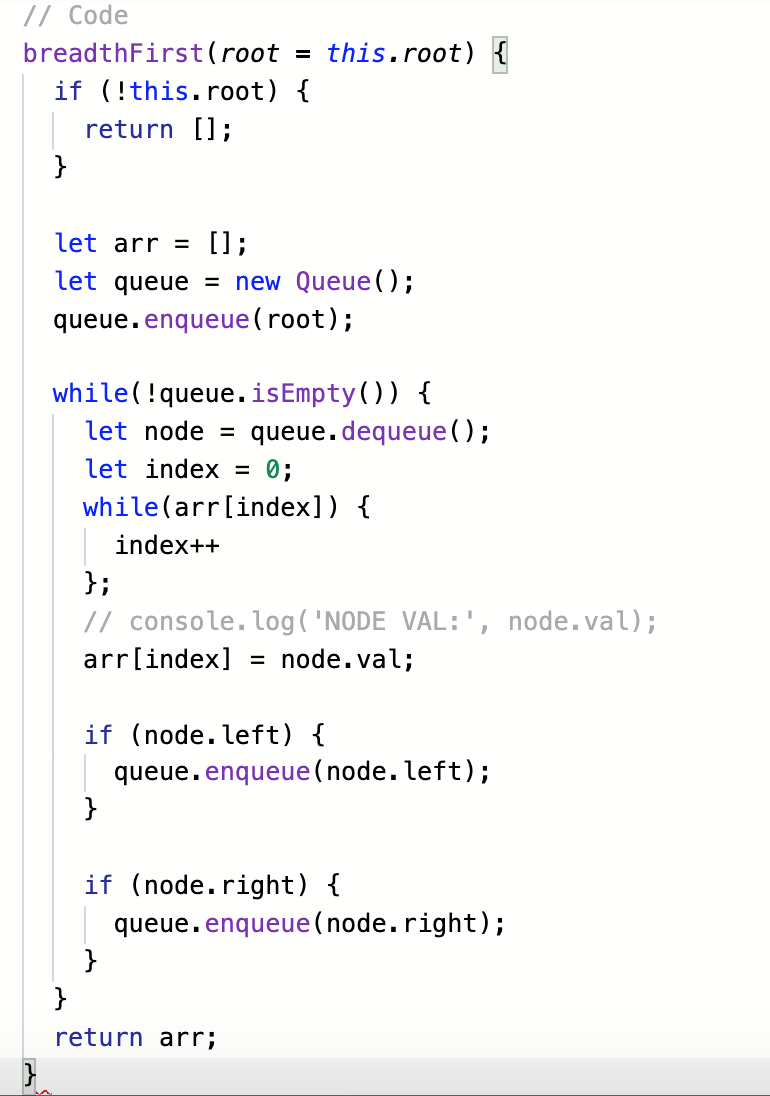 // Code
breadthFirst(root = this.root) {
  if (!this.root) {
    return [];
  }

  let arr = [];
  let queue = new Queue();
  queue.enqueue(root);

  while(!queue.isEmpty()) {
    let node = queue.dequeue();
    let index = 0;
    while(arr[index]) {
      index++
    };
    // console.log('NODE VAL:', node.val);
    arr[index] = node.val;

    if (node.left) {
      queue.enqueue(node.left);
    }

    if (node.right) {
      queue.enqueue(node.right);
    }
  }
  return arr;
}